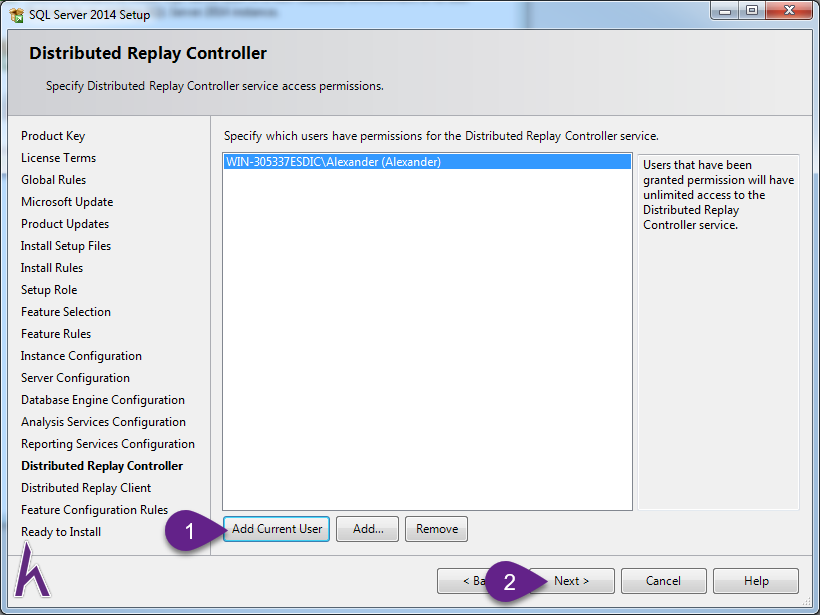 SQL Server 2014 Setup
Distributed Replay Controller
Specify Distributed Replay Controller service access permissions.
Product Key
License Terms
Global Rules
Microsoft Update
Product Updates
Install Setup Files
Install Rules
Setup Role
Feature Selection
Feature Rules
Instance Configuration
Server Configuration
Database Engine Configuration
Analysis Services Configuration
Reporting Services Configuration
Distributed Replay Controller
Distributed Replay Client
Feature Configuration Rules
Ready to Install
Specify which users have permissions for the Distributed Replay Controller service.
WIN-305337ESDIC\Alexander (Alexander)
Users that have been
granted permission will have
unlimited access to the
Distributed Replay
Controller service.
1
Add Current User
Add...
Remove
h
< Ba
2
Next >
Cancel
Help